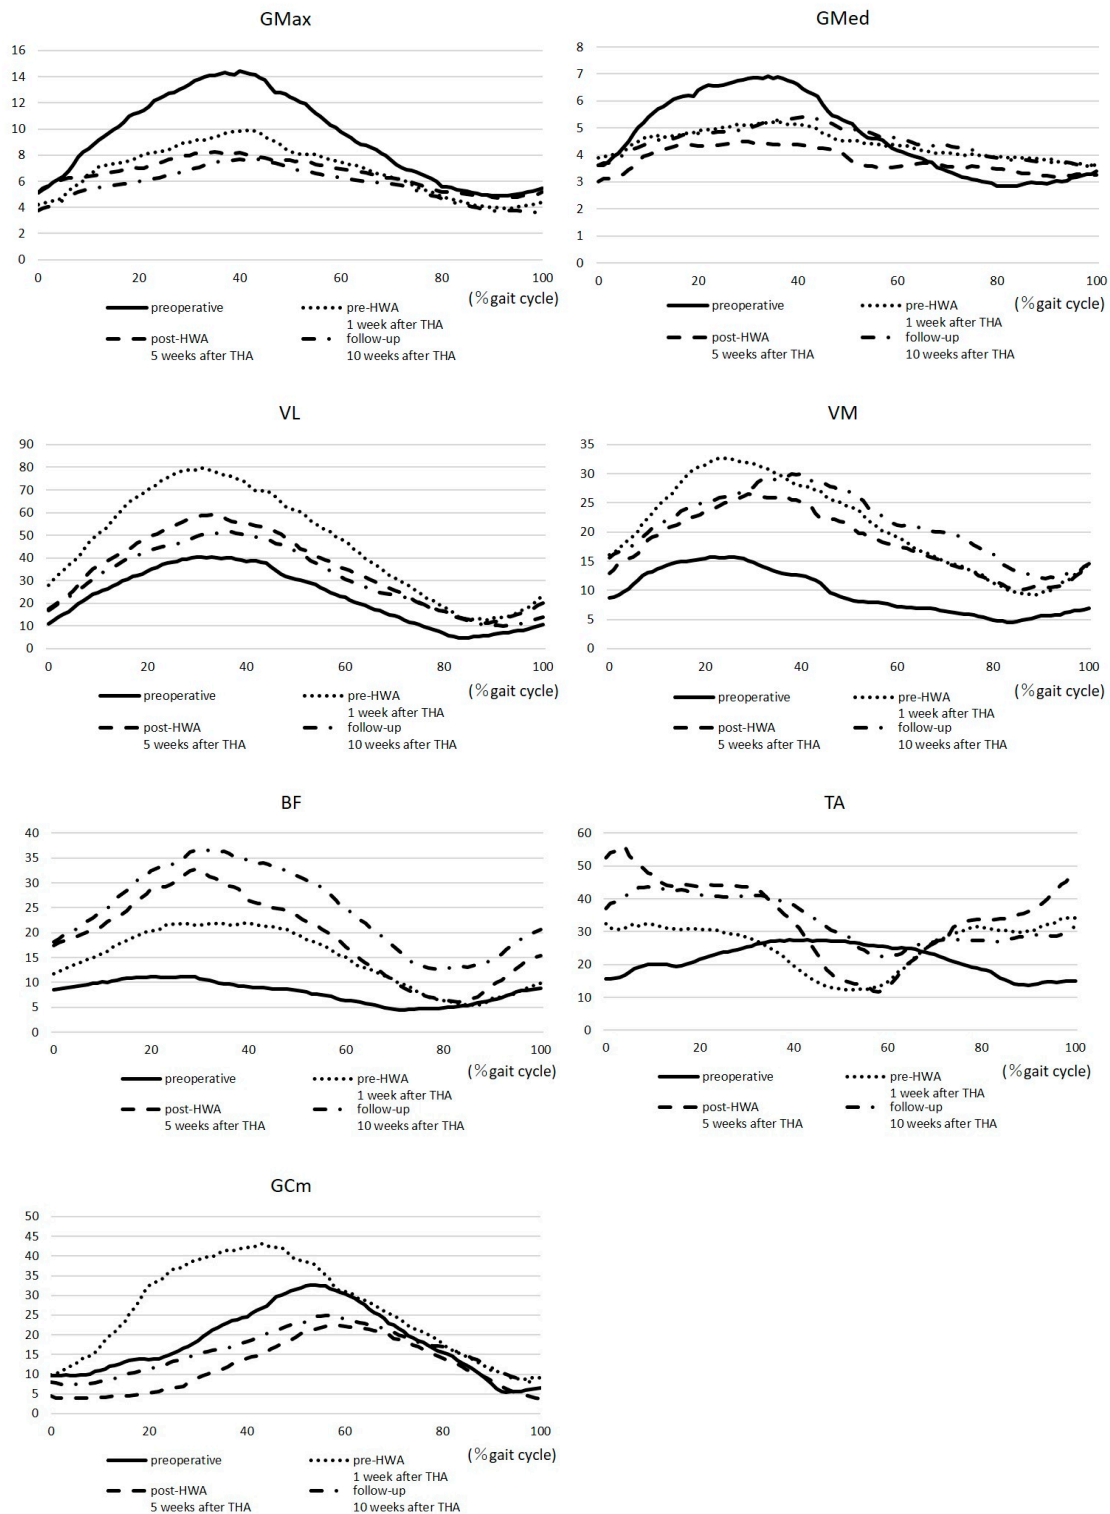 GMax
16
14
12
10
8
6
4
2
0
0 20 40 60 80 100
(%gait cycle)
preoperative pre-HWA
1 week after THA
post-HWA follow-up
5 weeks after THA 10 weeks after THA
GMed
8
7
6
5
4
3
2
1
0
0 20 40 60 80 100
(%gait cycle)
preoperative pre-HWA
1 week after THA
post-HWA follow-up
5 weeks after THA 10 weeks after THA
VL
90
80
70
60
50
40
30
20
10
0
0 20 40 60 80 100
(%gait cycle)
preoperative pre-HWA
1 week after THA
post-HWA follow-up
5 weeks after THA 10 weeks after THA
VM
35
30
25
20
15
10
5
0
0 20 40 60 80 100
(%gait cycle)
preoperative pre-HWA
1 week after THA
post-HWA follow-up
5 weeks after THA 10 weeks after THA
BF
40
35
30
25
20
15
10
5
0
0 20 40 60 80 100
(%gait cycle)
preoperative pre-HWA
1 week after THA
post-HWA follow-up
5 weeks after THA 10 weeks after THA
TA
60
50
40
30
20
10
0
0 20 40 60 80 100
(%gait cycle)
preoperative pre-HWA
1 week after THA
post-HWA follow-up
5 weeks after THA 10 weeks after THA
GCm
50
45
40
35
30
25
20
15
10
5
0
0 20 40 60 80 100
(%gait cycle)
preoperative pre-HWA
1 week after THA
post-HWA follow-up
5 weeks after THA 10 weeks after THA